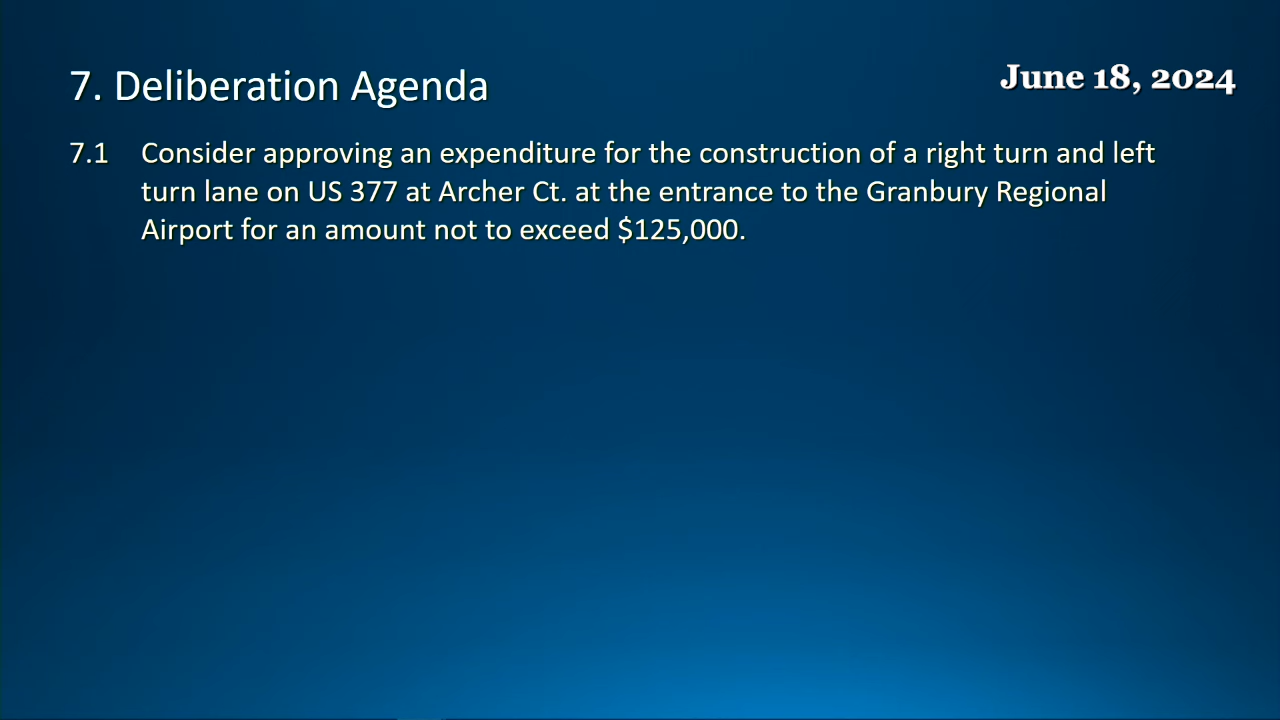 7. Deliberation Agenda
June 18, 2024
7.1 Consider approving an expenditure for the construction of a right turn and left
turn lane on US 377 at Archer Ct. at the entrance to the Granbury Regional
Airport for an amount not to exceed $125,000.